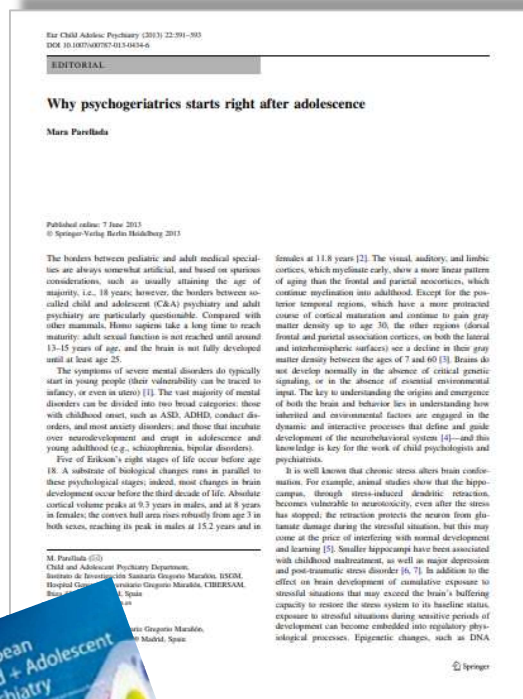 Eur Child Adolesc Psychiatry (2013) 22:591–593
DOI 10.1007/s00787-013-0434-6
EDITORIAL
Why psychogeriatrics starts right after adolescence
Mara Parellada
Published online: 7 June 2013
© Springer-Verlag Berlin Heidelberg 2013
The borders between pediatric and adult medical special-
ties are always somewhat artificial, and based on spurious
considerations, such as usually attaining the age of
majority, i.e., 18 years; however, the borders between so-
called child and adolescent (C&A) psychiatry and adult
psychiatry are particularly questionable. Compared with
other mammals, Homo sapiens take a long time to reach
maturity: adult sexual function is not reached until around
13–15 years of age, and the brain is not fully developed
until at least age 25.
The symptoms of severe mental disorders do typically
start in young people (their vulnerability can be traced to
infancy, or even in utero) [1]. The vast majority of mental
disorders can be divided into two broad categories: those
with childhood onset, such as ASD, ADHD, conduct dis-
orders, and most anxiety disorders; and those that incubate
over neurodevelopment and erupt in adolescence and
young adulthood (e.g., schizophrenia, bipolar disorders).
Five of Erikson's eight stages of life occur before age
18. A substrate of biological changes runs in parallel to
these psychological stages; indeed, most changes in brain
development occur before the third decade of life. Absolute
cortical volume peaks at 9.3 years in males, and at 8 years
in females; the convex hull area rises robustly from age 3 in
both sexes, reaching its peak in males at 15.2 years and in
M. Parellada
Child and Adolescent Psychiatry Department,
Instituto de Investigación Sanitaria Gregorio Marañón, IiSGM,
Hospital Gen ersitario Gregorio Marañón, CIBERSAM,
Spain
Gregorio Marañón,
Madrid, Spain
females at 11.8 years [2]. The visual, auditory, and limbic
cortices, which myelinate early, show a more linear pattern
of aging than the frontal and parietal neocortices, which
continue myelination into adulthood. Except for the pos-
terior temporal regions, which have a more protracted
course of cortical maturation and continue to gain gray
matter density up to age 30, the other regions (dorsal
frontal and parietal association cortices, on both the lateral
and interhemispheric surfaces) see a decline in their gray
matter density between the ages of 7 and 60 [3]. Brains do
not develop normally in the absence of critical genetic
signaling, or in the absence of essential environmental
input. The key to understanding the origins and emergence
of both the brain and behavior lies in understanding how
inherited and environmental factors are engaged in the
dynamic and interactive processes that define and guide
development of the neurobehavioral system [4]—and this
knowledge is key for the work of child psychologists and
psychiatrists.
It is well known that chronic stress alters brain confor-
mation. For example, animal studies show that the hippo-
campus, through stress-induced dendritic retraction,
becomes vulnerable to neurotoxicity, even after the stress
has stopped; the retraction protects the neuron from glu-
tamate damage during the stressful situation, but this may
come at the price of interfering with normal development
and learning [5]. Smaller hippocampi have been associated
with childhood maltreatment, as well as major depression
and post-traumatic stress disorder [6, 7]. In addition to the
effect on brain development of cumulative exposure to
stressful situations that may exceed the brain's buffering
capacity to restore the stress system to its baseline status,
exposure to stressful situations during sensitive periods of
development can become embedded into regulatory phys-
iological processes. Epigenetic changes, such as DNA
Springer
pean
d + Adolescent
hiatry